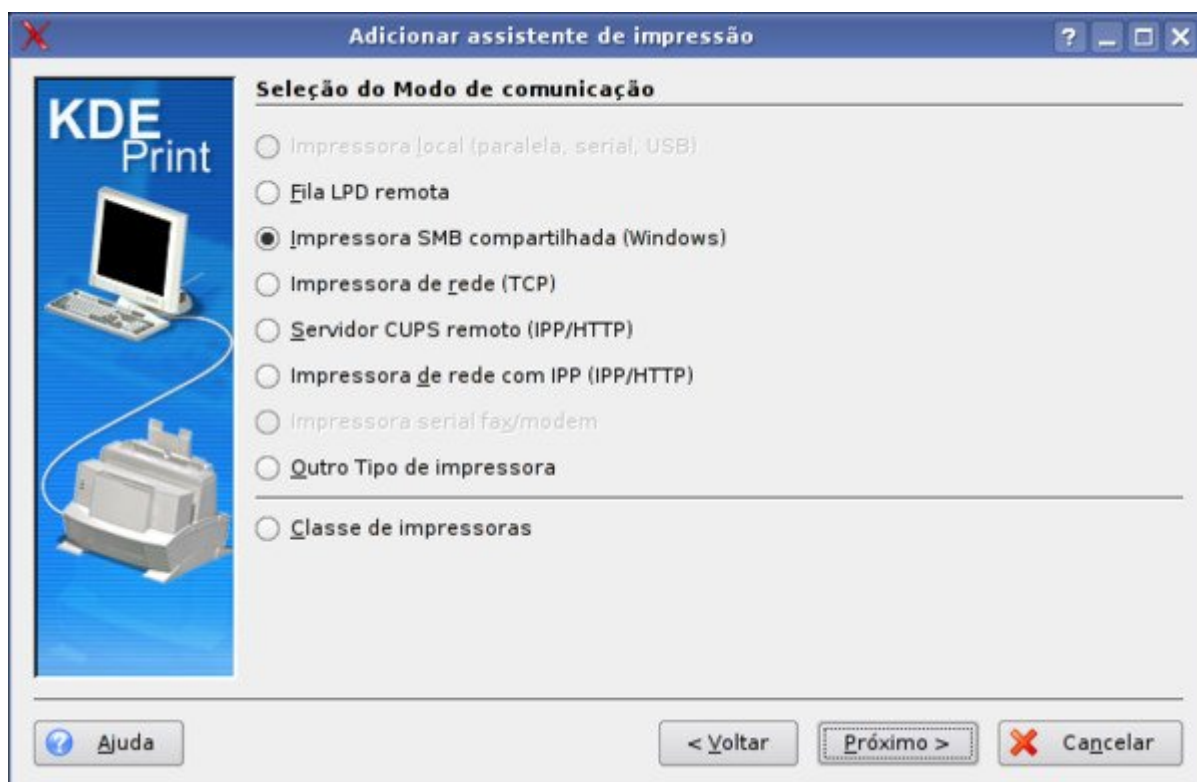 Adicionar assistente de impressão
KDE
Print
Seleção do Modo de comunicação
Impressora local (paralela, serial, USB)
Fila LPD remota
Impressora SMB compartilhada (Windows)
Impressora de rede (TCP)
Servidor CUPS remoto (IPP/HTTP)
Impressora de rede com IPP (IPP/HTTP)
Impressora serial fax/modem
Outro Tipo de impressora
Classe de impressoras
Ajuda
< Voltar
Próximo >
Cancelar